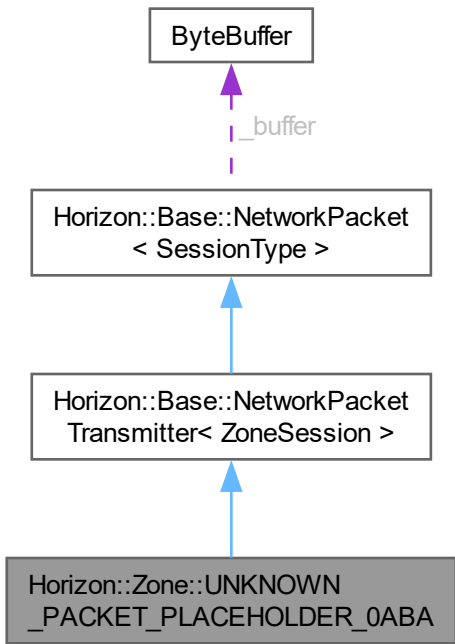 ByteBuffer
_buffer
Horizon::Base::NetworkPacket
< SessionType >
Horizon::Base::NetworkPacket
Transmitter< ZoneSession >
Horizon::Zone::UNKNOWN
_PACKET_PLACEHOLDER_0ABA